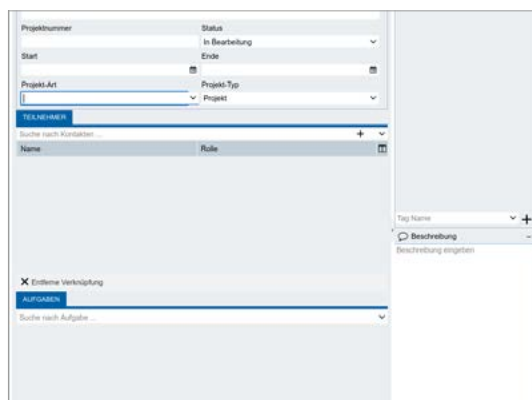 Projektnummer Status
In Bearbeitung
Start Ende
Projekt-Art Projekt-Typ
Projekt
TEILNEHMER
Suche nach Kontakten ...
Name Rolle
Tag Name
Beschreibung
Beschreibung eingeben
Entferne Verknüpfung
AUFGABEN
Suche nach Aufgabe ...